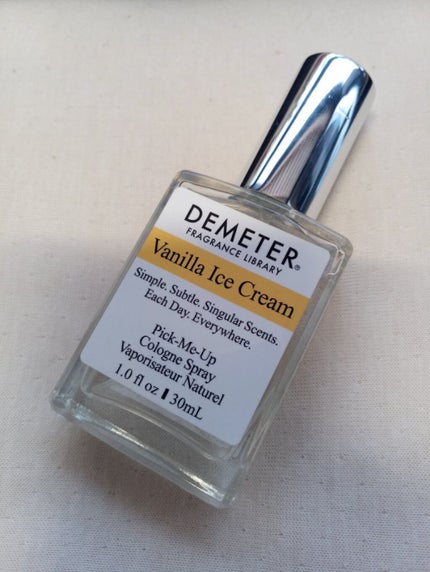 DEMETER®
FRAGRANCE LIBRARY
Vanilla Ice Cream
Simple. Subtle. Singular Scents.
Each Day. Everywhere.
Pick-Me-Up
Cologne Spray
Vaporisateur Naturel
1.0 fl oz | 30mL